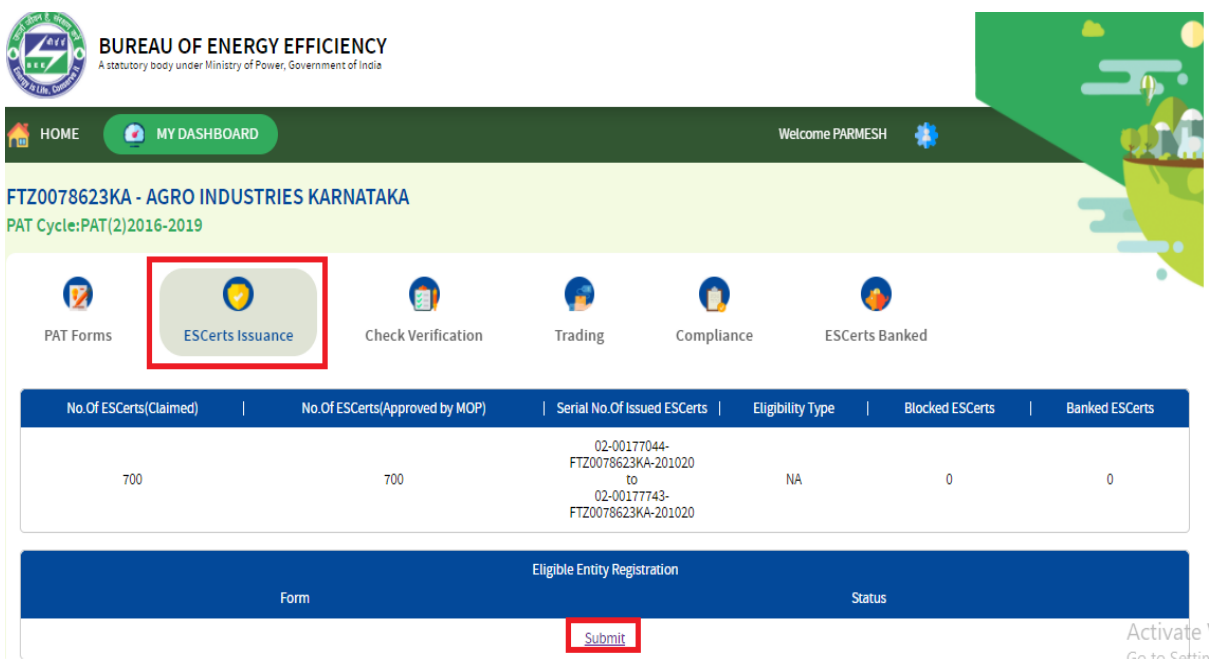 BUREAU OF ENERGY EFFICIENCY
A statutory body under Ministry of Power, Government of India
HOME
MY DASHBOARD
Welcome PARMESH
FTZ0078623KA - AGRO INDUSTRIES KARNATAKA
PAT Cycle:PAT(2)2016-2019
PAT Forms
ESCerts Issuance
Check Verification
Trading
Compliance
ESCerts Banked
No.Of ESCerts(Claimed) | No.Of ESCerts(Approved by MOP) | Serial No.Of Issued ESCerts | Eligibility Type | Blocked ESCerts | Banked ESCerts
700
700
02-00177044-
FTZ0078623KA-201020
to
02-00177743-
FTZ0078623KA-201020
NA
0
0
Eligible Entity Registration
Form
Status
Submit
Activate
Go to